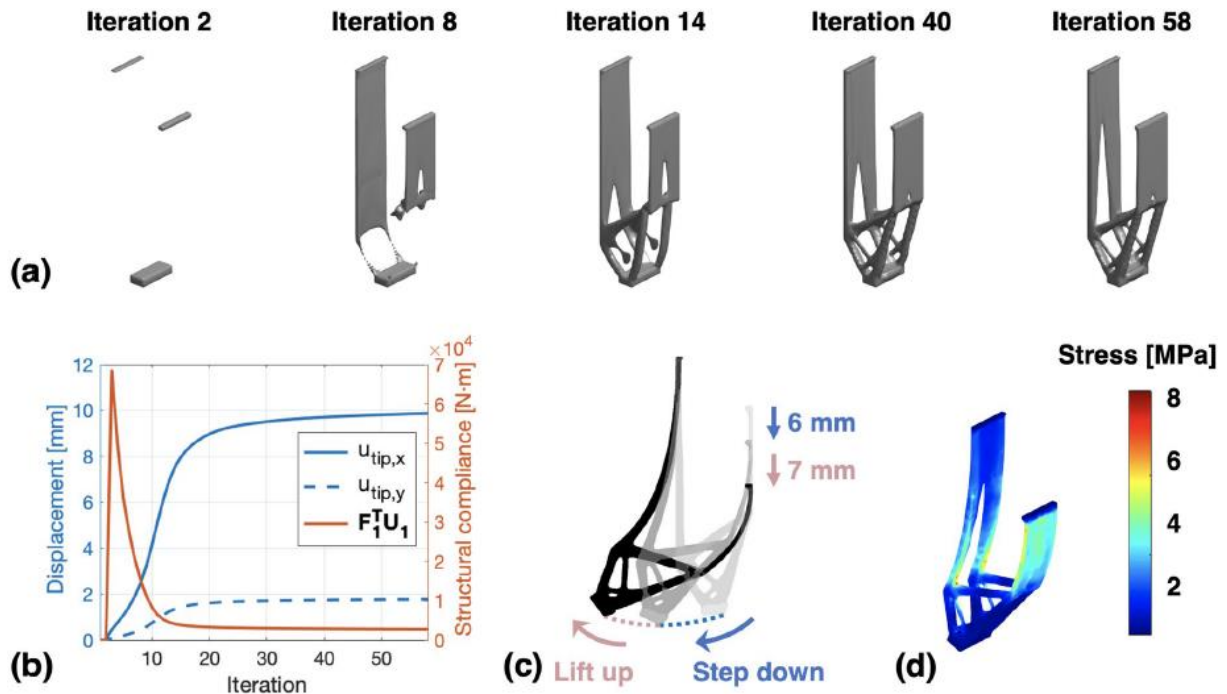 Iteration 2
Iteration 8
Iteration 14
Iteration 40
Iteration 58
(a)
×10⁴
12
10
8
6
4
2
0
Displacement [mm]
7
6
5
4
3
2
1
0
Structural compliance [N·m]
u_tip,x
u_tip,y
F₁ᵀU₁
10
20
30
40
50
Iteration
(b)
6 mm
7 mm
Lift up
Step down
(c)
Stress [MPa]
8
6
4
2
(d)